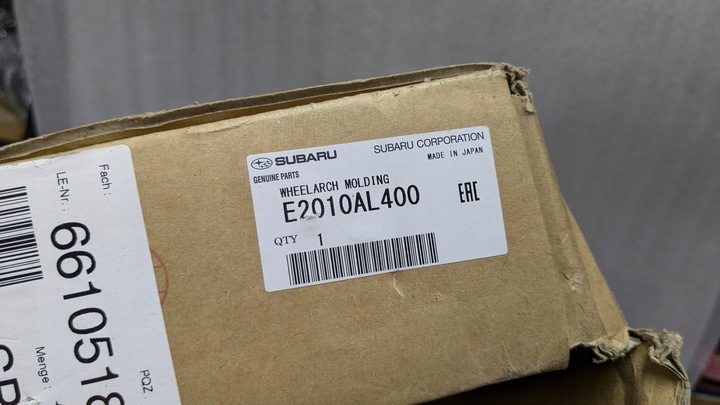 SUBARU
SUBARU CORPORATION
GENUINE PARTS
MADE IN JAPAN
WHEELARCH MOLDING
E2010AL400
EAC
QTY 1
Fach:
LE-Nr.:
6610518
Menge:
PQZ: